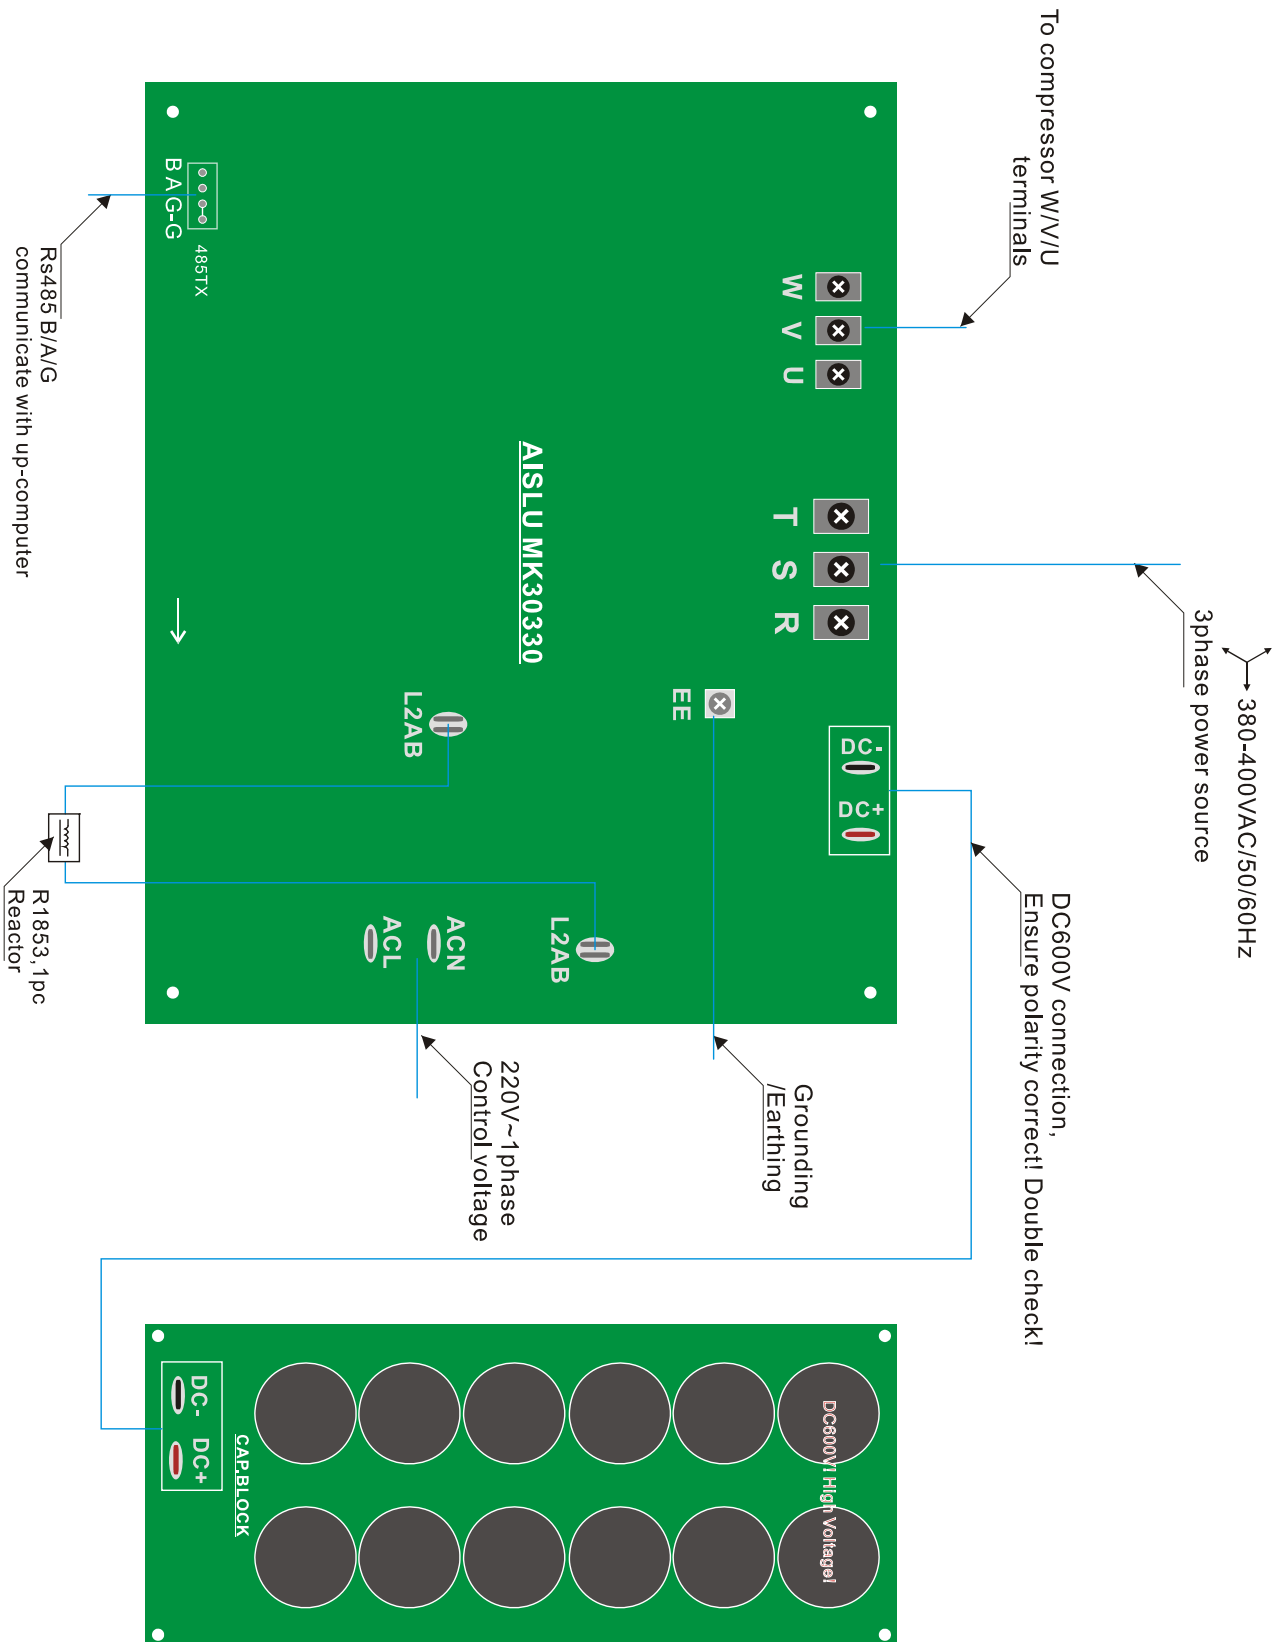 To compressor W/V/U
terminals
380-400VAC/50/60Hz
3phase power source
DC600V connection,
Ensure polarity correct! Double check!
W
V
U
T
S
R
DC-
DC+
EE
AISLU MK30330
L2AB
L2AB
ACN
ACL
485TX
B A G-G
Rs485 B/A/G
communicate with up-computer
R1853,1pc
Reactor
Grounding
/Earthing
220V~1phase
Control voltage
DC600V! High Voltage!
CAP.BLOCK
DC-
DC+